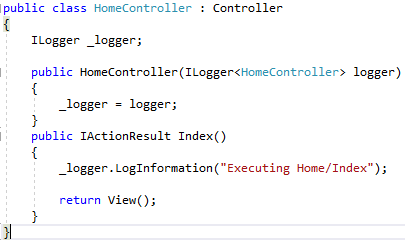 public class HomeController : Controller
{
    ILogger _logger;

    public HomeController(ILogger<HomeController> logger)
    {
        _logger = logger;
    }
    public IActionResult Index()
    {
        _logger.LogInformation("Executing Home/Index");

        return View();
    }
}